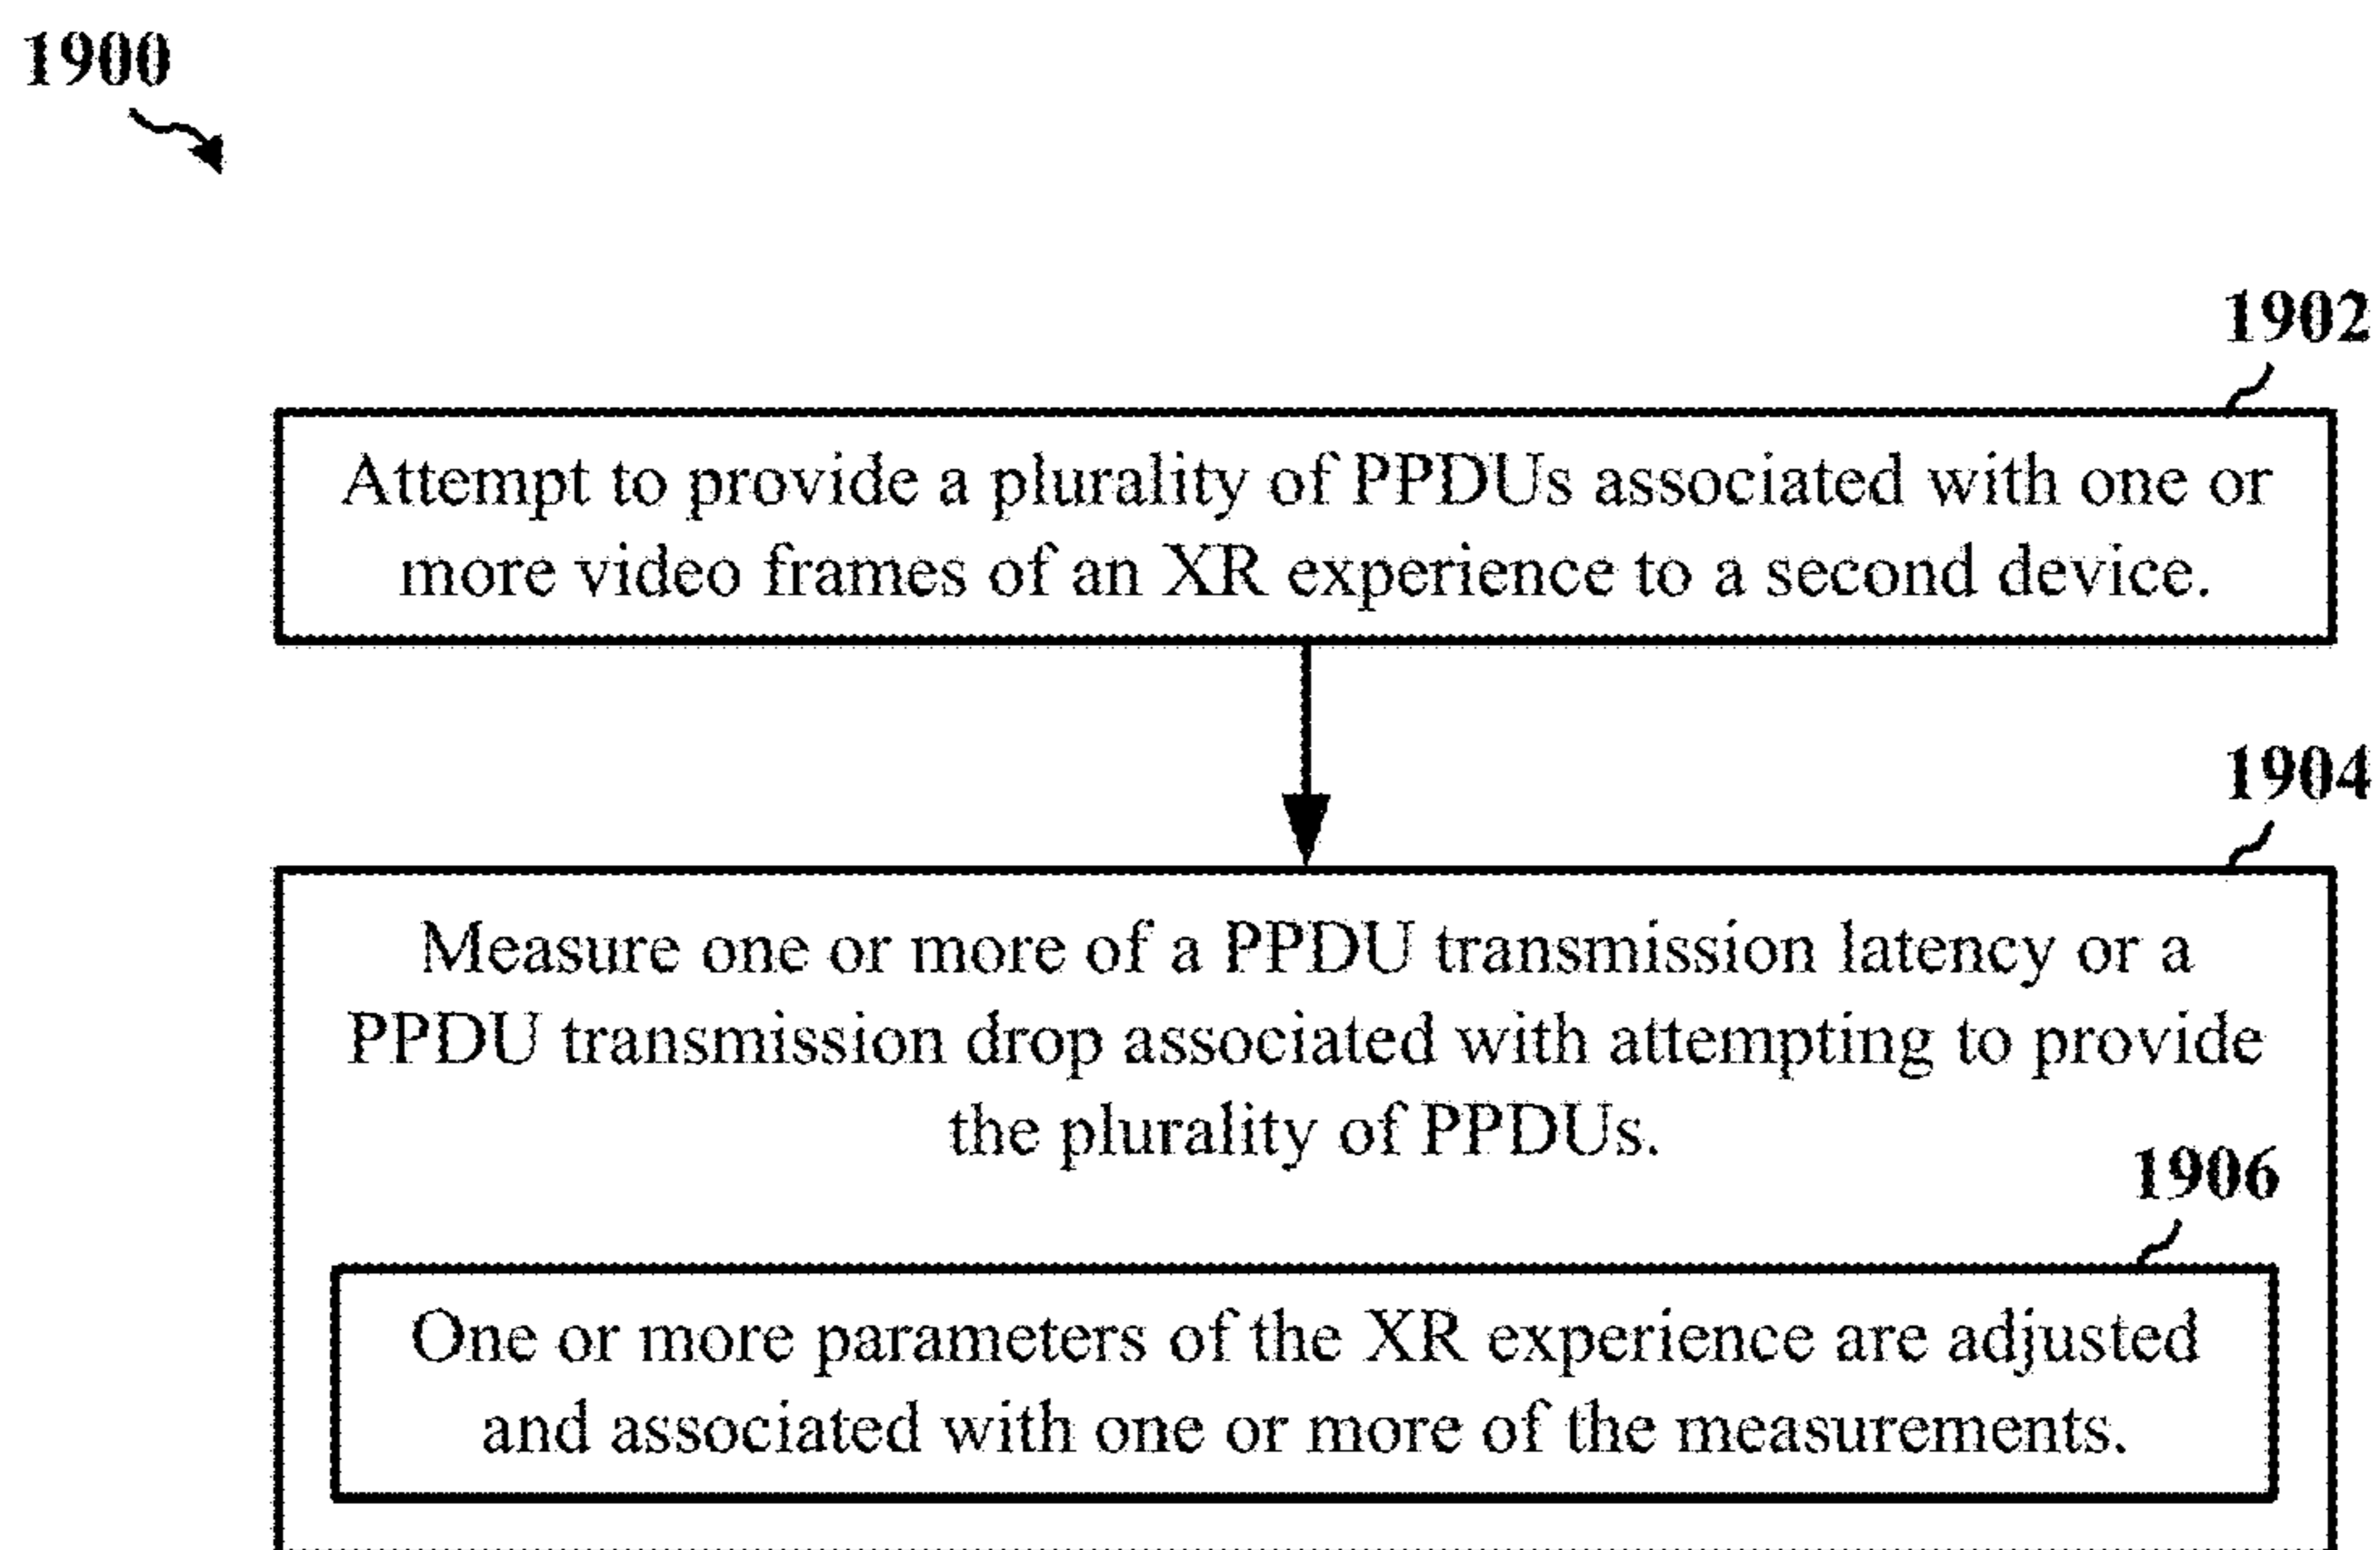 1900
1902
Attempt to provide a plurality of PPDUs associated with one or
more video frames of an XR experience to a second device.
1904
Measure one or more of a PPDU transmission latency or a
PPDU transmission drop associated with attempting to provide
the plurality of PPDUs.
1906
One or more parameters of the XR experience are adjusted
and associated with one or more of the measurements.